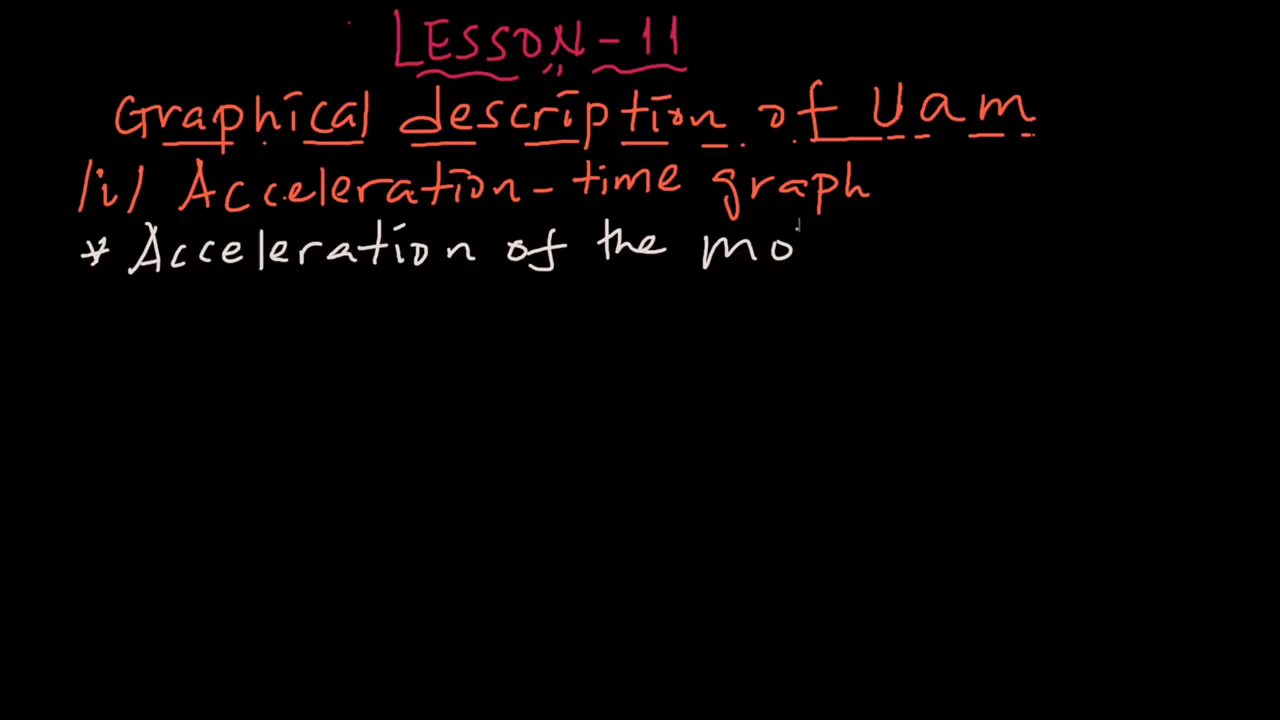 LESSON-11
Graphical description of Uam
(i) Acceleration-time graph
* Acceleration of the mo